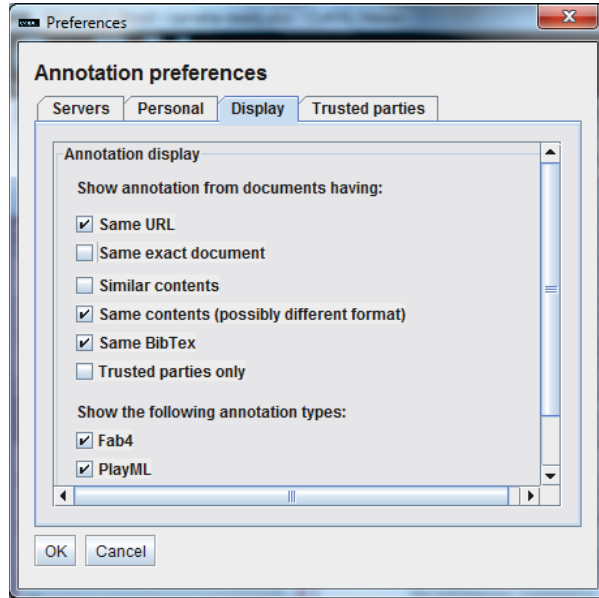 Preferences
Annotation preferences
Servers Personal Display Trusted parties
Annotation display
Show annotation from documents having:
Same URL
Same exact document
Similar contents
Same contents (possibly different format)
Same BibTex
Trusted parties only
Show the following annotation types:
Fab4
PlayML
OK Cancel